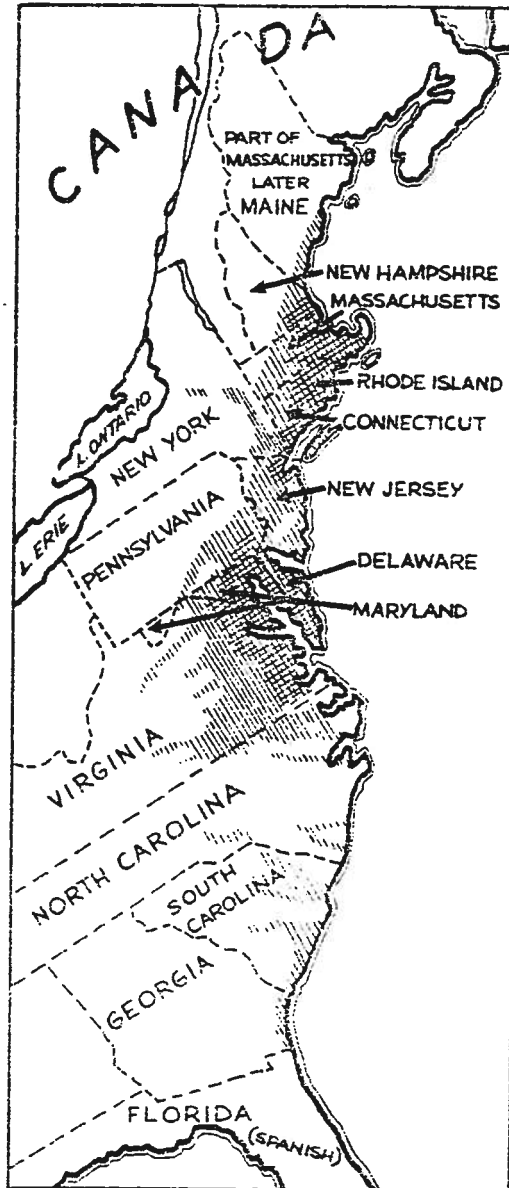 CANADA
PART OF
MASSACHUSETTS
LATER
MAINE
NEW HAMPSHIRE
MASSACHUSETTS
RHODE ISLAND
CONNECTICUT
L. ONTARIO
NEW YORK
NEW JERSEY
L. ERIE
PENNSYLVANIA
DELAWARE
MARYLAND
VIRGINIA
NORTH CAROLINA
SOUTH
CAROLINA
GEORGIA
FLORIDA
(SPANISH)